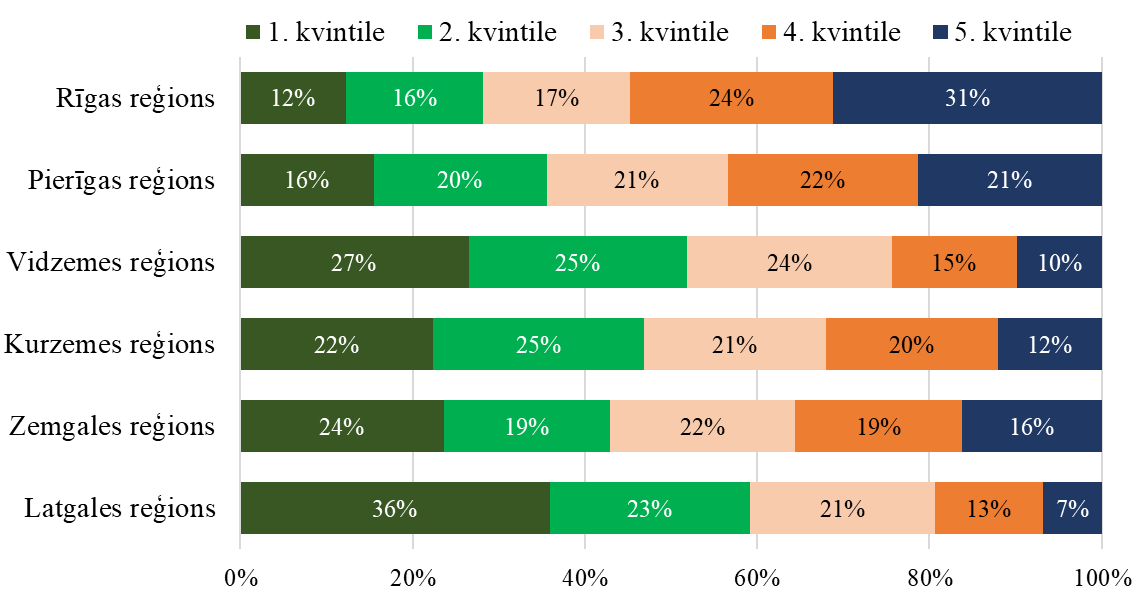 1. kvintile 2. kvintile 3. kvintile 4. kvintile 5. kvintile
Rīgas reģions 12% 16% 17% 24% 31%
Pierīgas reģions 16% 20% 21% 22% 21%
Vidzemes reģions 27% 25% 24% 15% 10%
Kurzemes reģions 22% 25% 21% 20% 12%
Zemgales reģions 24% 19% 22% 19% 16%
Latgales reģions 36% 23% 21% 13% 7%
0% 20% 40% 60% 80% 100%